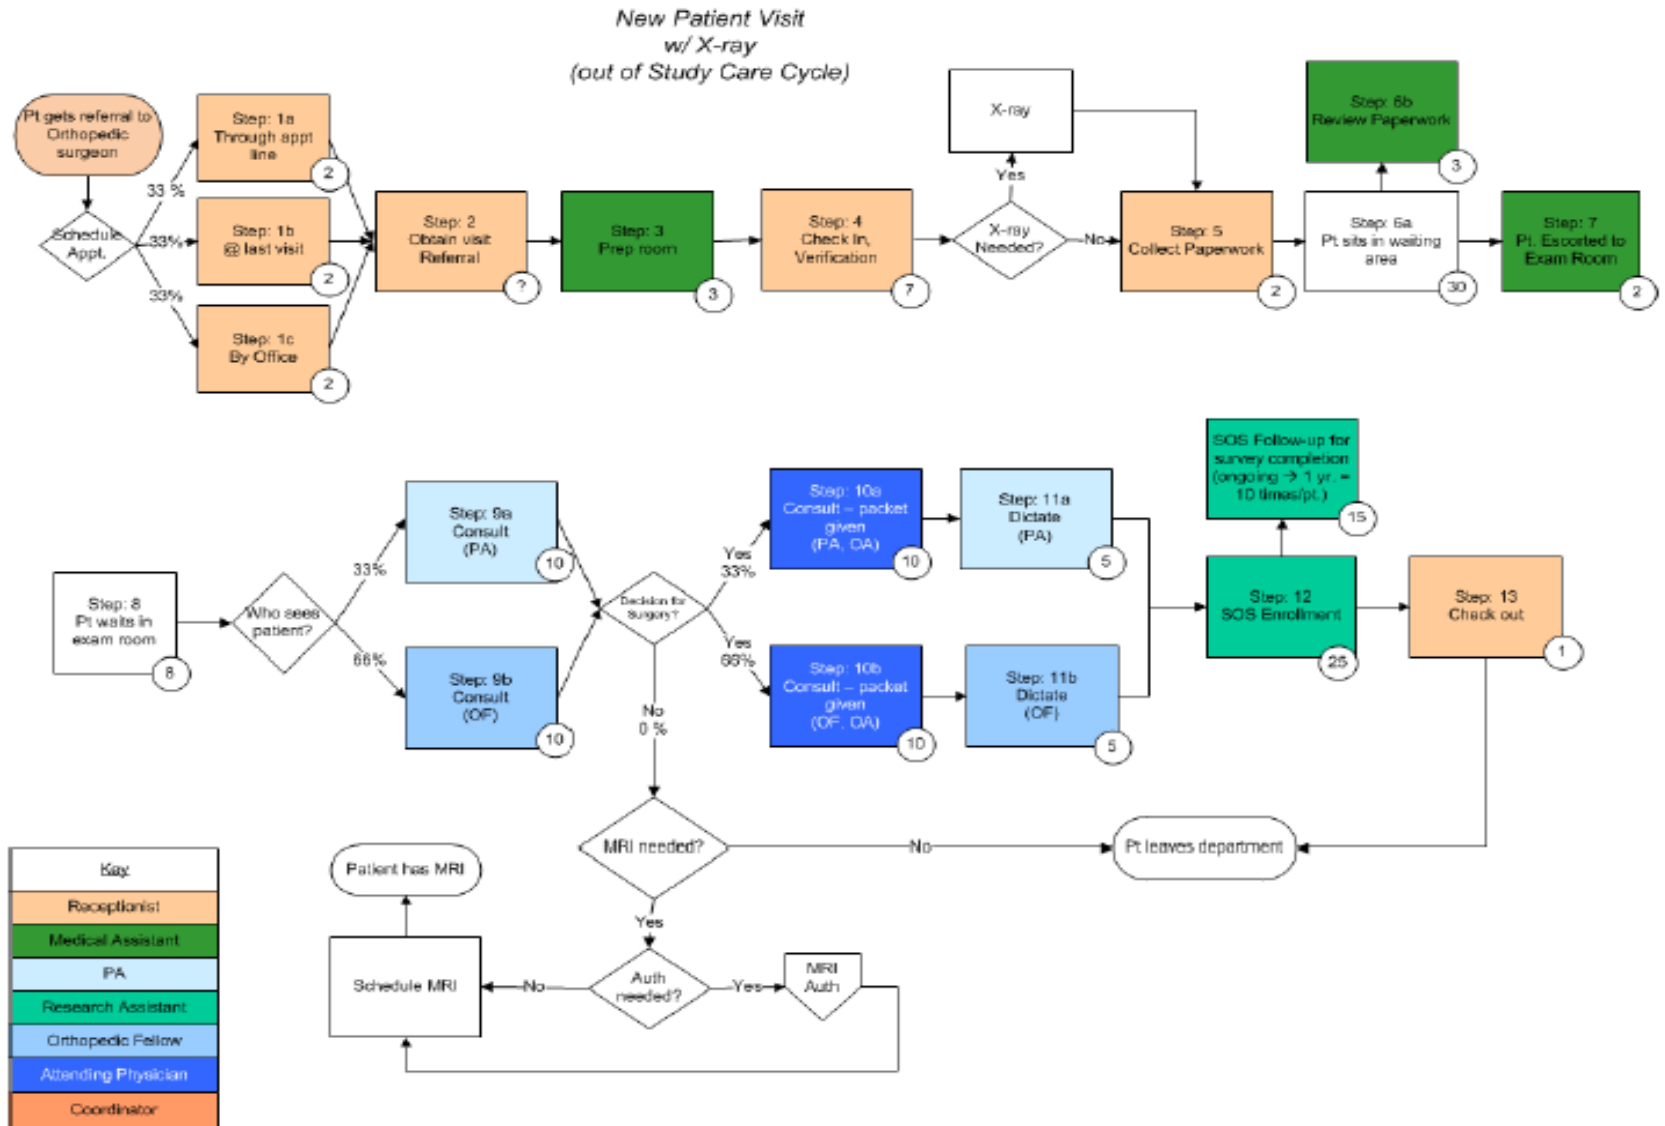 New Patient Visit
w/ X-ray
(out of Study Care Cycle)
Pt gets referral to
Orthopedic
surgeon
Schedule
Appt.
33 %
33%
33%
Step: 1a
Through appt
line
2
Step: 1b
@ last visit
2
Step: 1c
By Office
2
Step: 2
Obtain visit
Referral
?
Step: 3
Prep room
3
Step: 4
Check In,
Verification
7
X-ray
Needed?
Yes
No
X-ray
Step: 5
Collect Paperwork
2
Step: 6a
Pt sits in waiting
area
30
Step: 6b
Review Paperwork
3
Step: 7
Pt. Escorted to
Exam Room
2
Step: 8
Pt waits in
exam room
8
Who sees
patient?
33%
66%
Step: 9a
Consult
(PA)
10
Step: 9b
Consult
(OF)
10
Decision for
Surgery?
Yes
33%
Yes
66%
No
0 %
Step: 10a
Consult – packet
given
(PA, OA)
10
Step: 10b
Consult – packet
given
(OF, OA)
10
Step: 11a
Dictate
(PA)
5
Step: 11b
Dictate
(OF)
5
SOS Follow-up for
survey completion
(ongoing → 1 yr. =
10 times/pt.)
15
Step: 12
SOS Enrollment
25
Step: 13
Check out
1
MRI needed?
No
Pt leaves department
Yes
Auth
needed?
No
Yes
MRI
Auth
Schedule MRI
Patient has MRI
Key
Receptionist
Medical Assistant
PA
Research Assistant
Orthopedic Fellow
Attending Physician
Coordinator